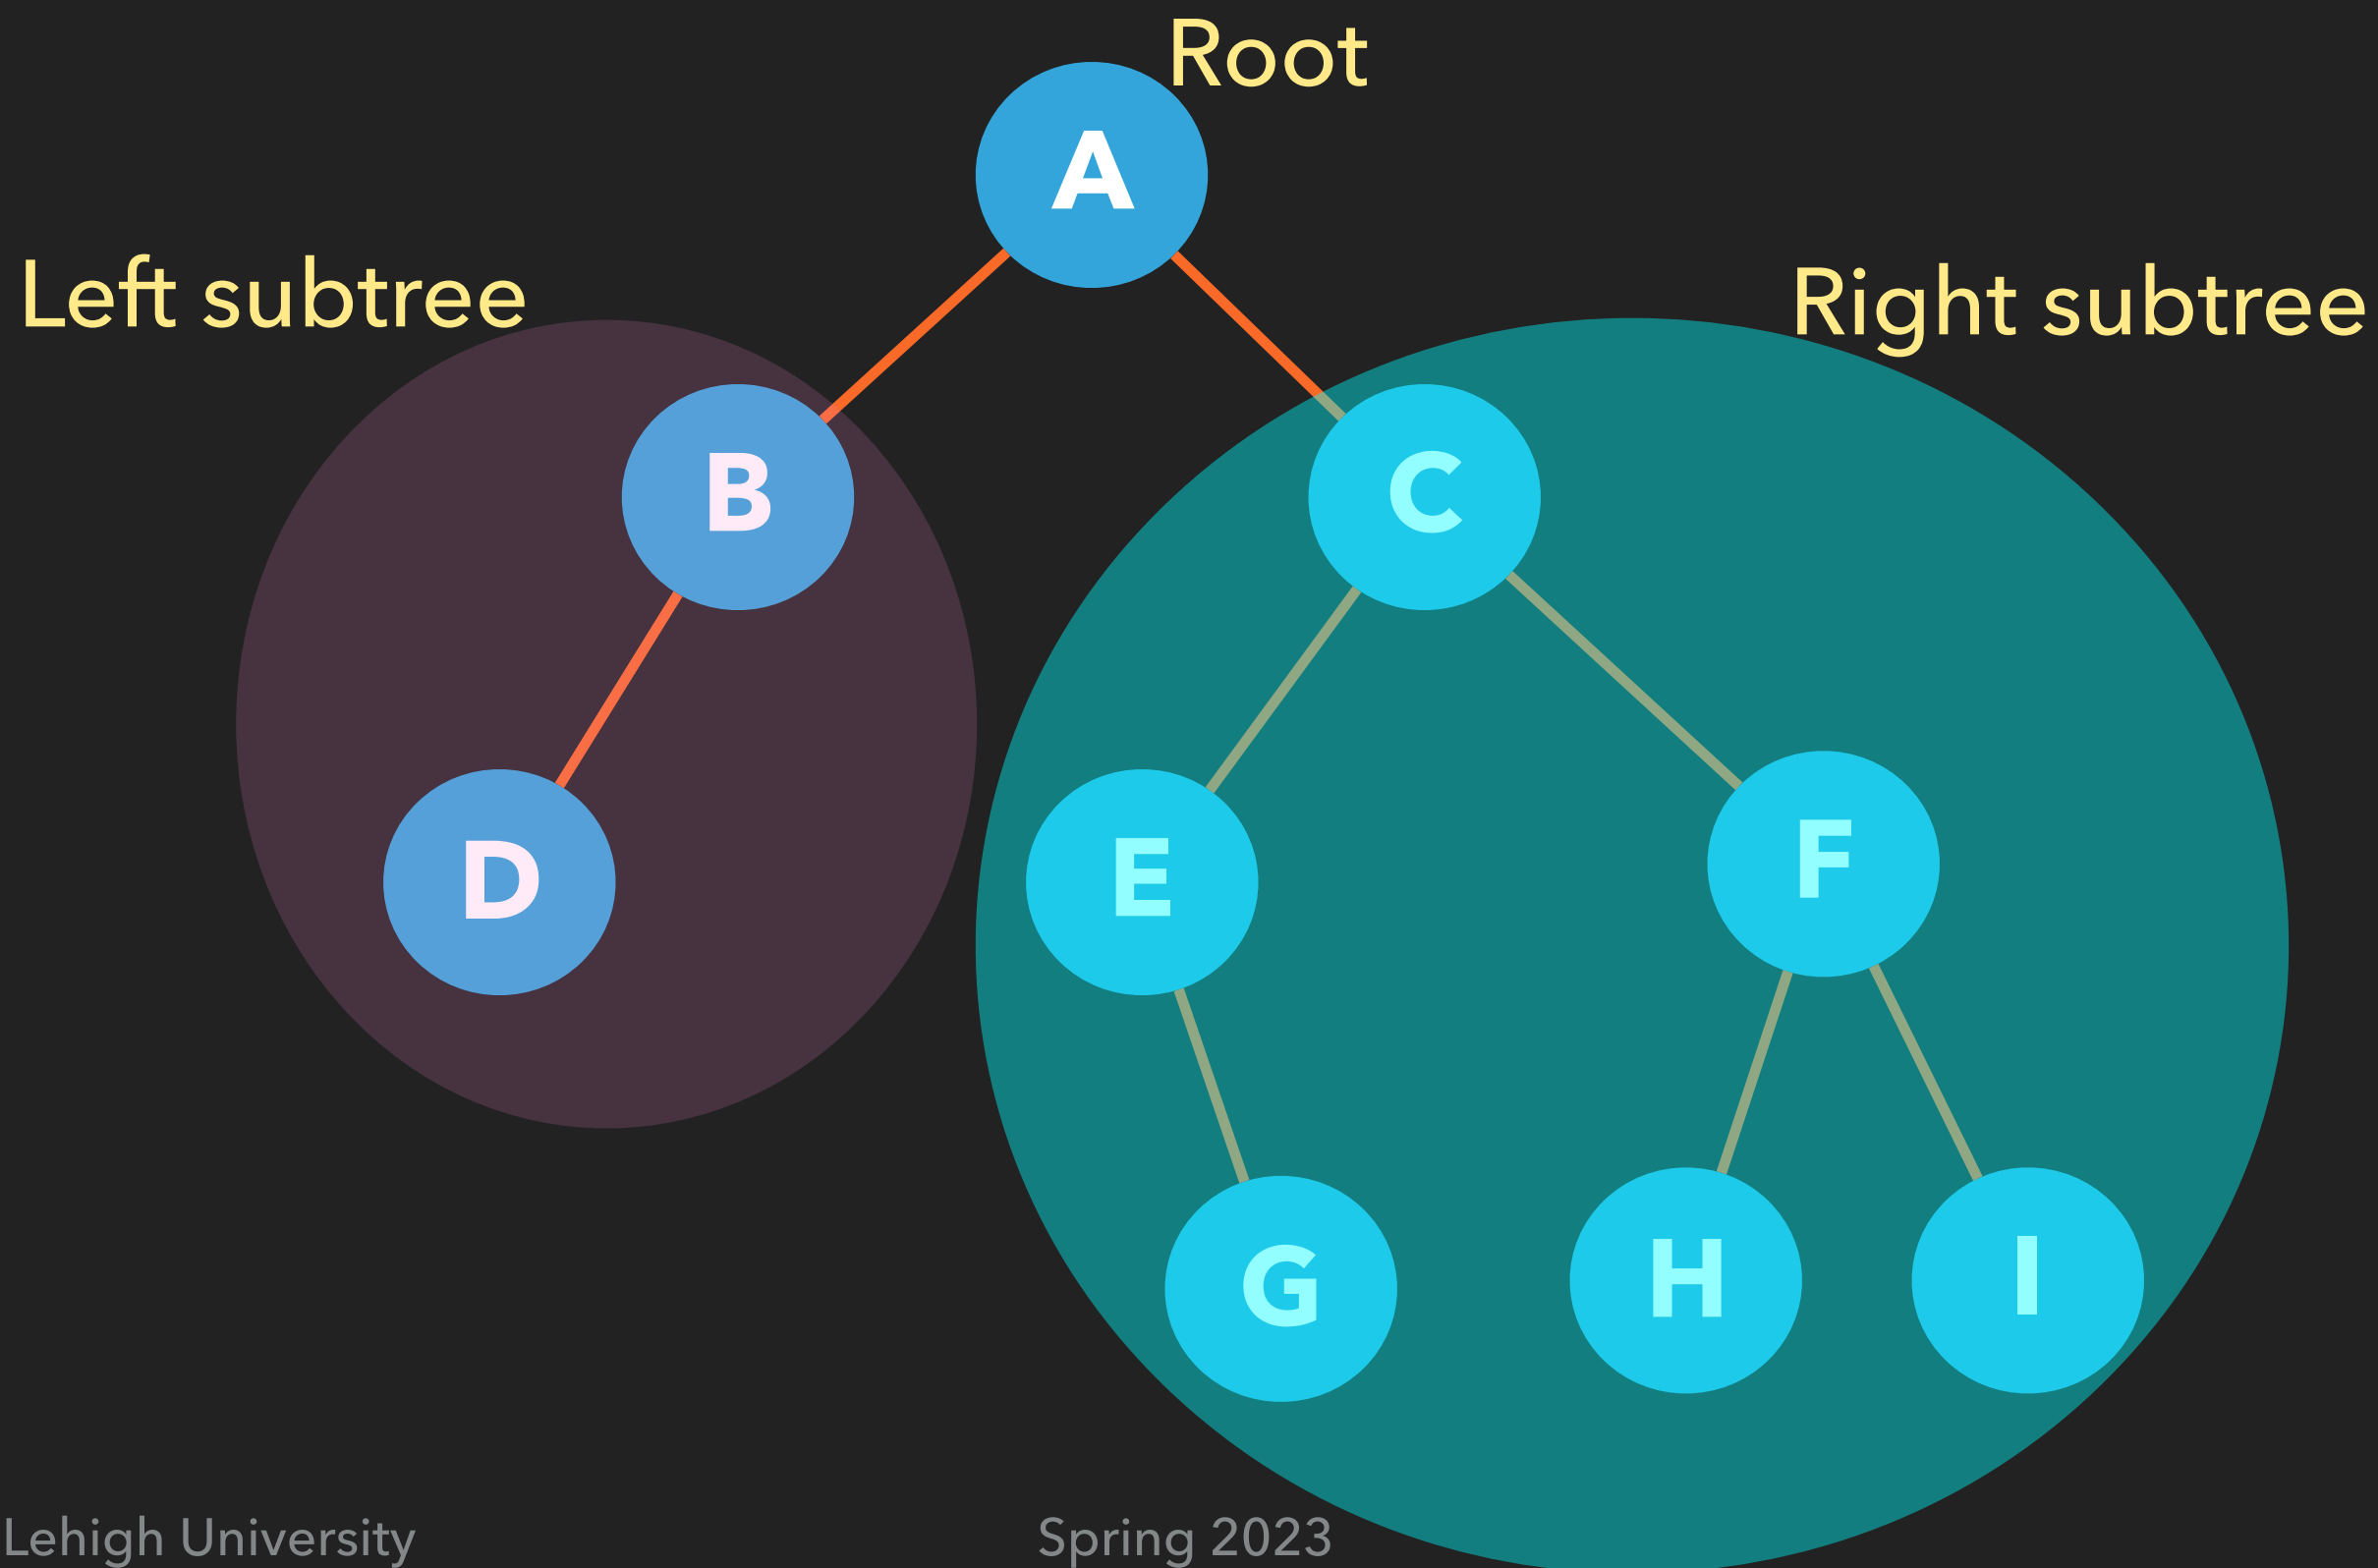 Root
A
Left subtree
Right subtree
B
C
D
E
F
G
H
I
Lehigh University
Spring 2023